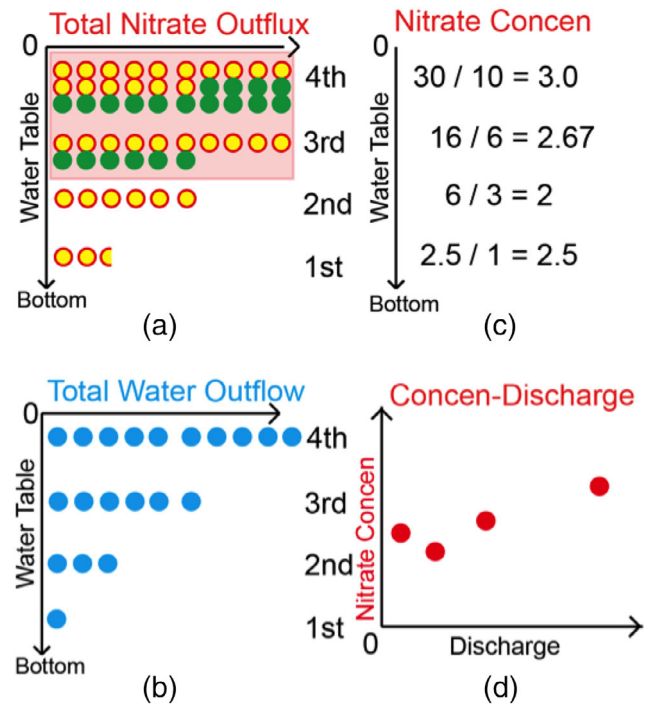 Total Nitrate Outflux
0
4th
3rd
2nd
1st
Water Table
Bottom
(a)
Nitrate Concen
0
30 / 10 = 3.0
16 / 6 = 2.67
6 / 3 = 2
2.5 / 1 = 2.5
Water Table
Bottom
(c)
Total Water Outflow
0
4th
3rd
2nd
1st
Water Table
Bottom
(b)
Concen-Discharge
Nitrate Concen
0
Discharge
(d)